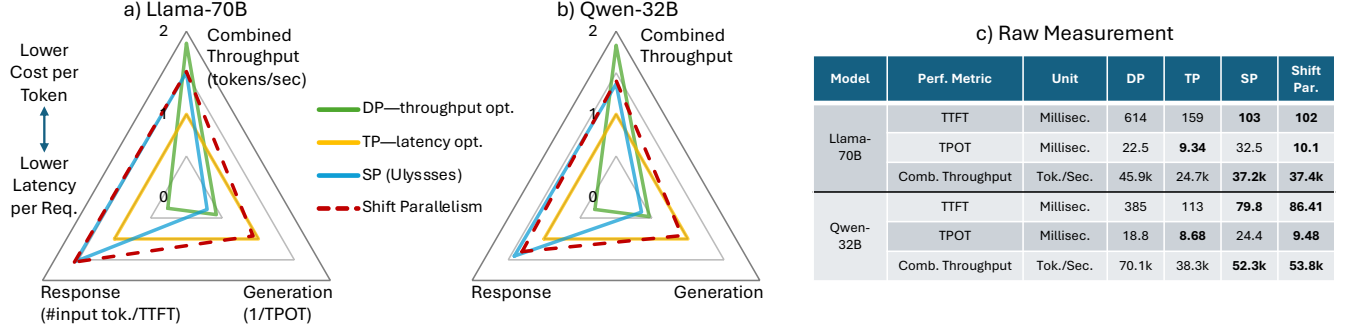 a) Llama-70B
2
Combined
Throughput
(tokens/sec)
1
0
Lower
Cost per
Token
Lower
Latency
per Req.
Response
(#input tok./TTFT)
Generation
(1/TPOT)
DP—throughput opt.
TP—latency opt.
SP (Ulyssses)
Shift Parallelism
b) Qwen-32B
2
Combined
Throughput
1
0
Response
Generation
c) Raw Measurement
Model Perf. Metric Unit DP TP SP Shift Par.
Llama-70B
TTFT Millisec. 614 159 103 102
TPOT Millisec. 22.5 9.34 32.5 10.1
Comb. Throughput Tok./Sec. 45.9k 24.7k 37.2k 37.4k
Qwen-32B
TTFT Millisec. 385 113 79.8 86.41
TPOT Millisec. 18.8 8.68 24.4 9.48
Comb. Throughput Tok./Sec. 70.1k 38.3k 52.3k 53.8k